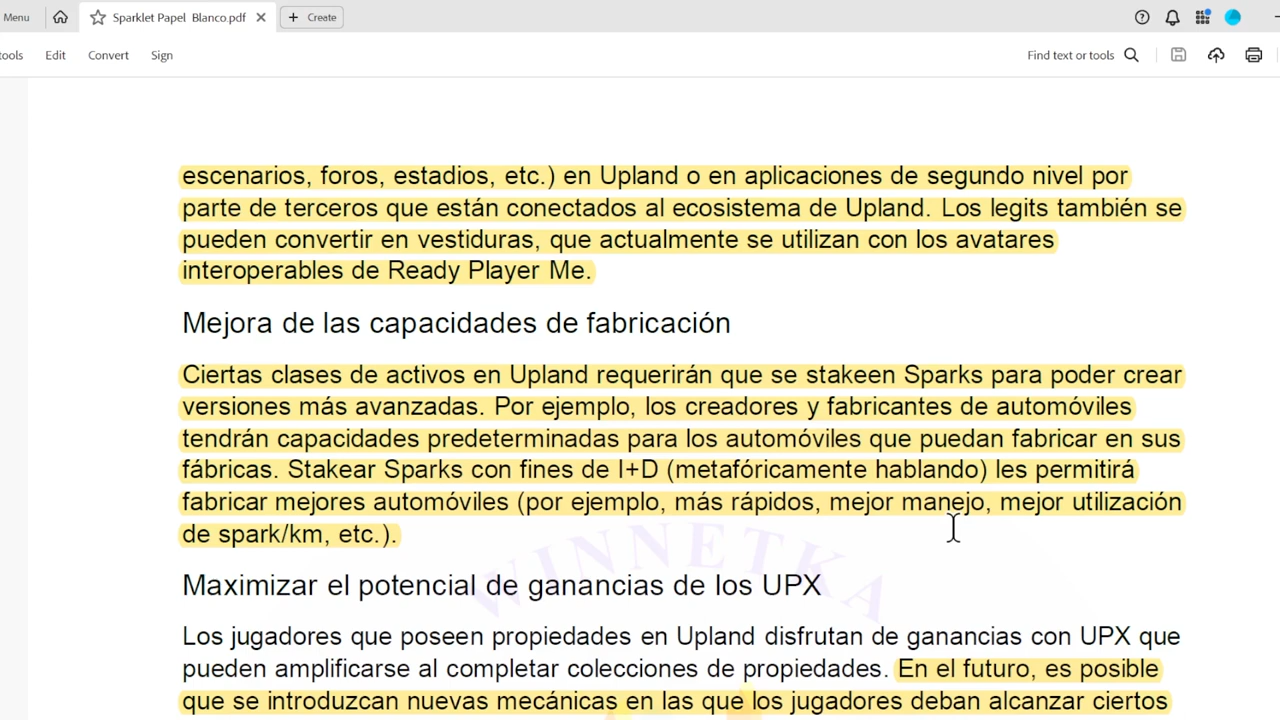 Menu
Sparklet Papel Blanco.pdf
Create
tools
Edit
Convert
Sign
Find text or tools
escenarios, foros, estadios, etc.) en Upland o en aplicaciones de segundo nivel por
parte de terceros que están conectados al ecosistema de Upland. Los legits también se
pueden convertir en vestiduras, que actualmente se utilizan con los avatares
interoperables de Ready Player Me.
Mejora de las capacidades de fabricación
Ciertas clases de activos en Upland requerirán que se stakeen Sparks para poder crear
versiones más avanzadas. Por ejemplo, los creadores y fabricantes de automóviles
tendrán capacidades predeterminadas para los automóviles que puedan fabricar en sus
fábricas. Stakear Sparks con fines de I+D (metafóricamente hablando) les permitirá
fabricar mejores automóviles (por ejemplo, más rápidos, mejor manejo, mejor utilización
de spark/km, etc.).
WINNETKA
Maximizar el potencial de ganancias de los UPX
Los jugadores que poseen propiedades en Upland disfrutan de ganancias con UPX que
pueden amplificarse al completar colecciones de propiedades. En el futuro, es posible
que se introduzcan nuevas mecánicas en las que los jugadores deban alcanzar ciertos